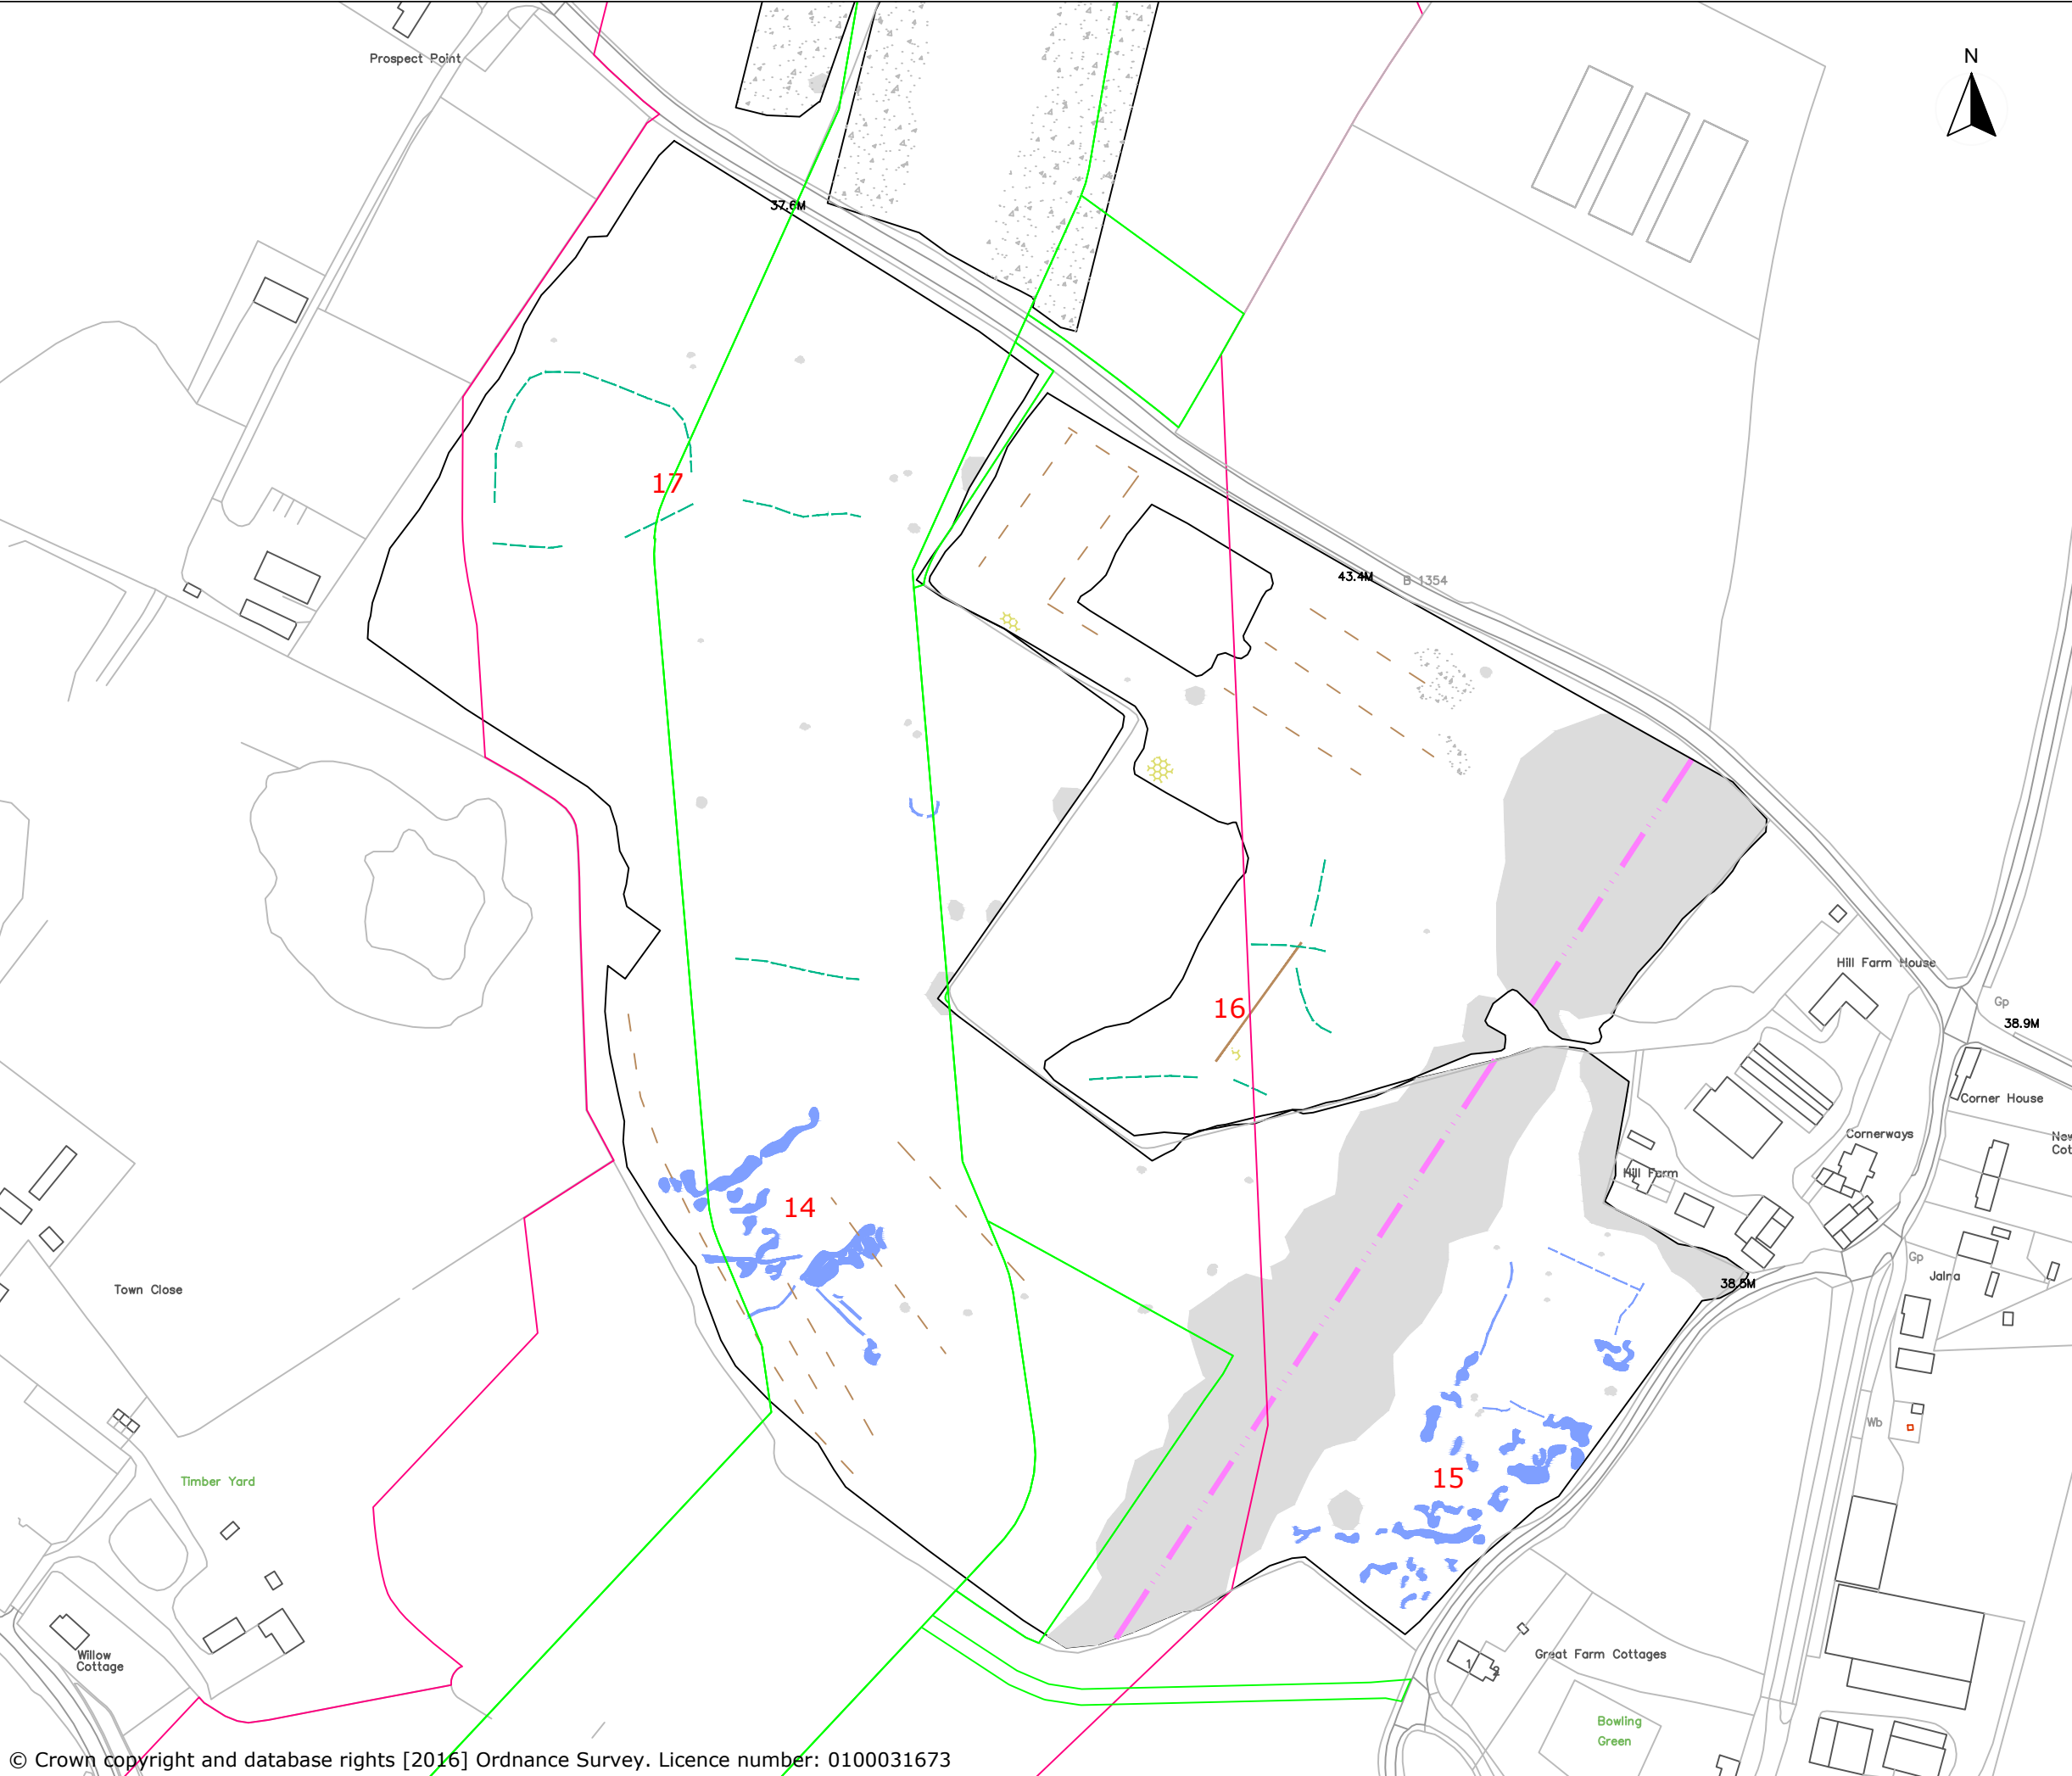 N
Prospect Point
37.6M
17
43.4M
B 1354
Hill Farm House
Gp
38.9M
16
Corner House
Cornerways
New
Cot
Hill Farm
14
Gp
Jalna
38.5M
Town Close
Wb
15
Timber Yard
Willow
Cottage
1
2
Great Farm Cottages
Bowling
Green
© Crown copyright and database rights [2016] Ordnance Survey. Licence number: 0100031673